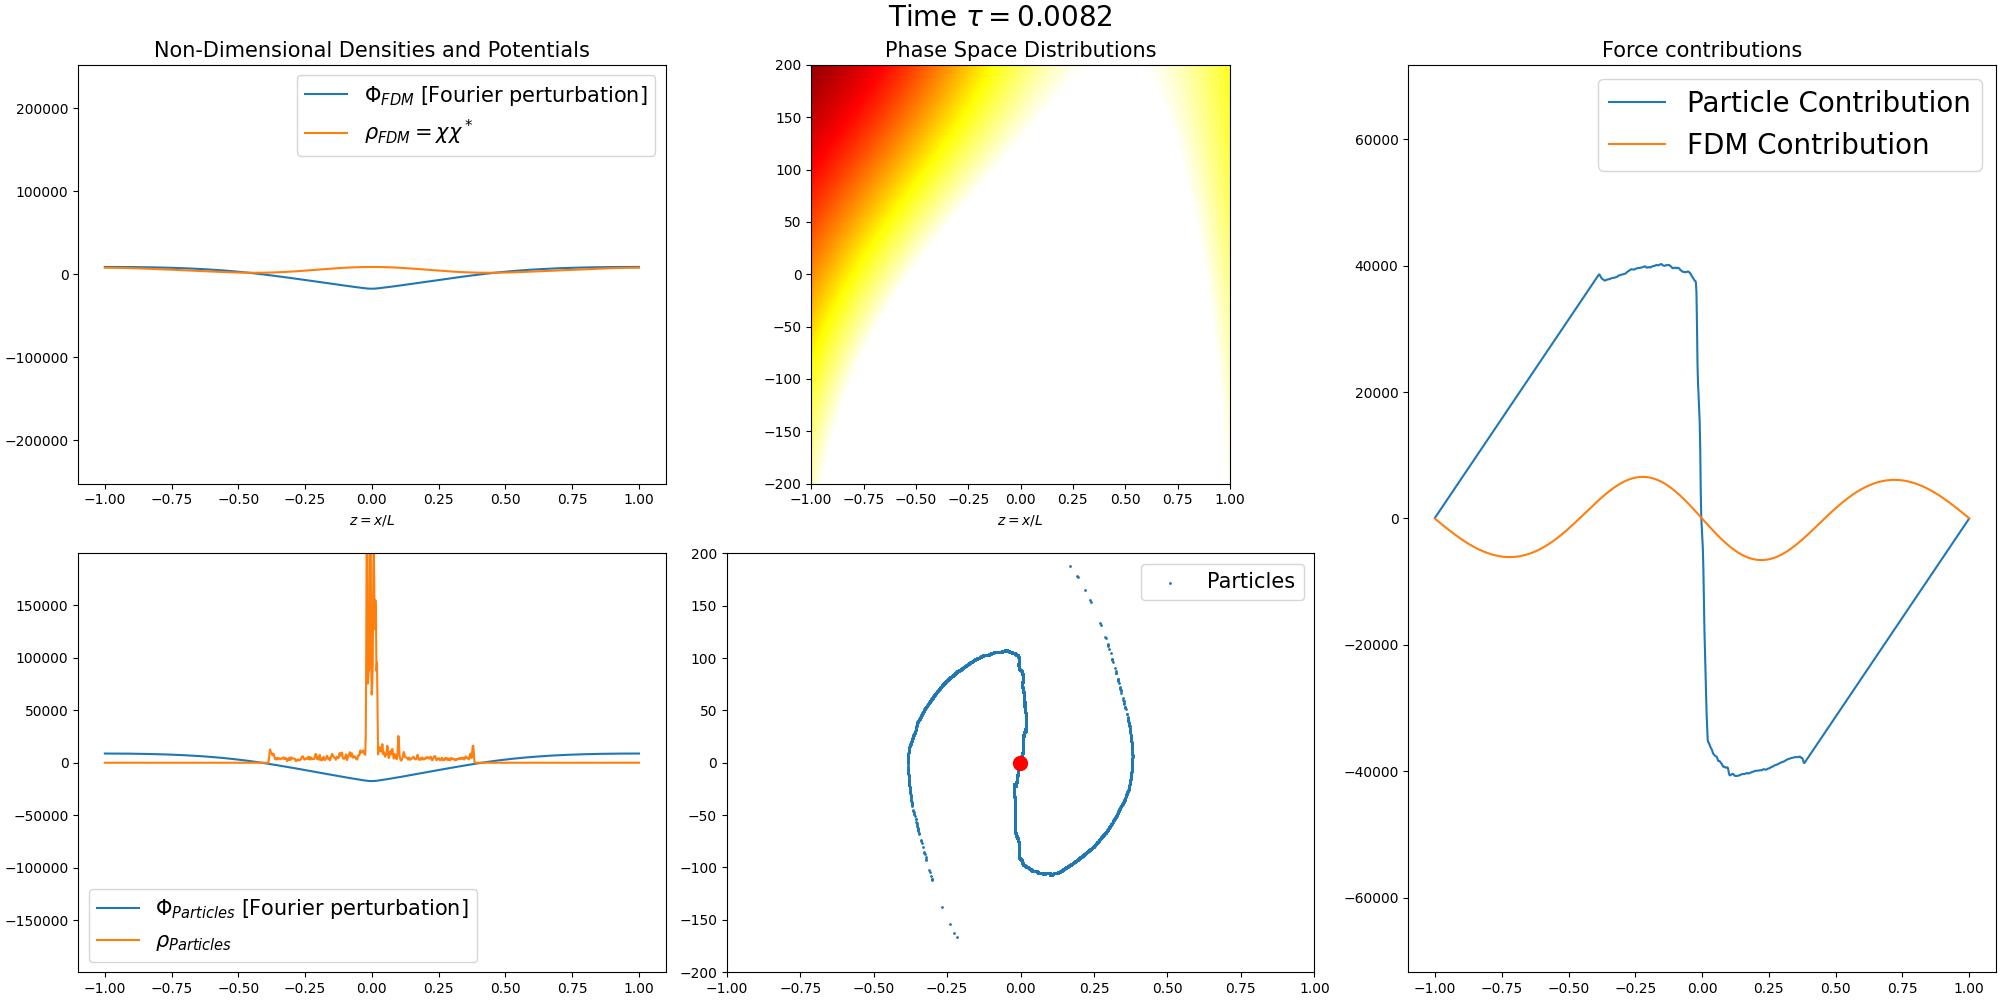 Time τ = 0.0082
Non-Dimensional Densities and Potentials
Φ_FDM [Fourier perturbation]
ρ_FDM = χχ*
200000
100000
0
−100000
−200000
−1.00 −0.75 −0.50 −0.25 0.00 0.25 0.50 0.75 1.00
z = x/L
Phase Space Distributions
200
150
100
50
0
−50
−100
−150
−200
−1.00 −0.75 −0.50 −0.25 0.00 0.25 0.50 0.75 1.00
z = x/L
Force contributions
Particle Contribution
FDM Contribution
60000
40000
20000
0
−20000
−40000
−60000
−1.00 −0.75 −0.50 −0.25 0.00 0.25 0.50 0.75 1.00
150000
100000
50000
0
−50000
−100000
−150000
Φ_Particles [Fourier perturbation]
ρ_Particles
−1.00 −0.75 −0.50 −0.25 0.00 0.25 0.50 0.75 1.00
Particles
200
150
100
50
0
−50
−100
−150
−200
−1.00 −0.75 −0.50 −0.25 0.00 0.25 0.50 0.75 1.00